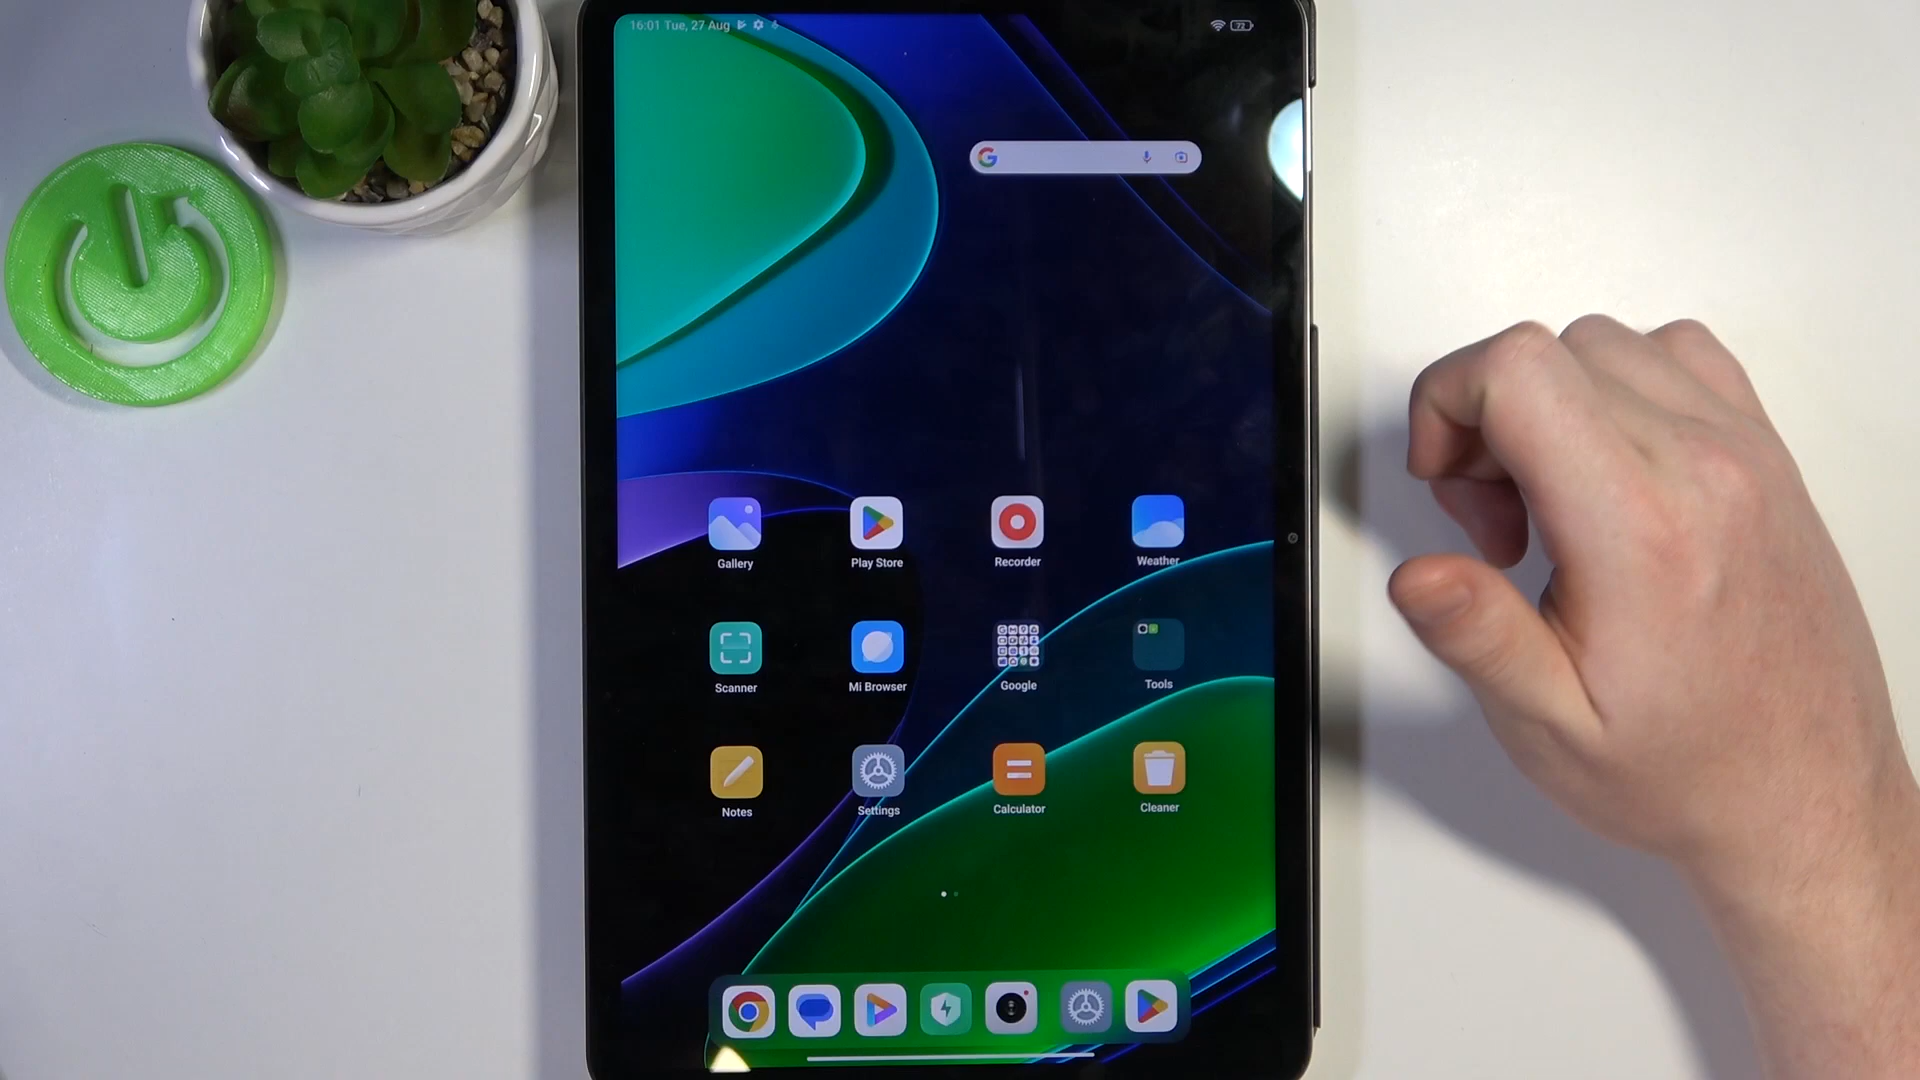 16:01 Tue, 27 Aug
72
Gallery
Play Store
Recorder
Weather
Scanner
Mi Browser
Google
Tools
Notes
Settings
Calculator
Cleaner